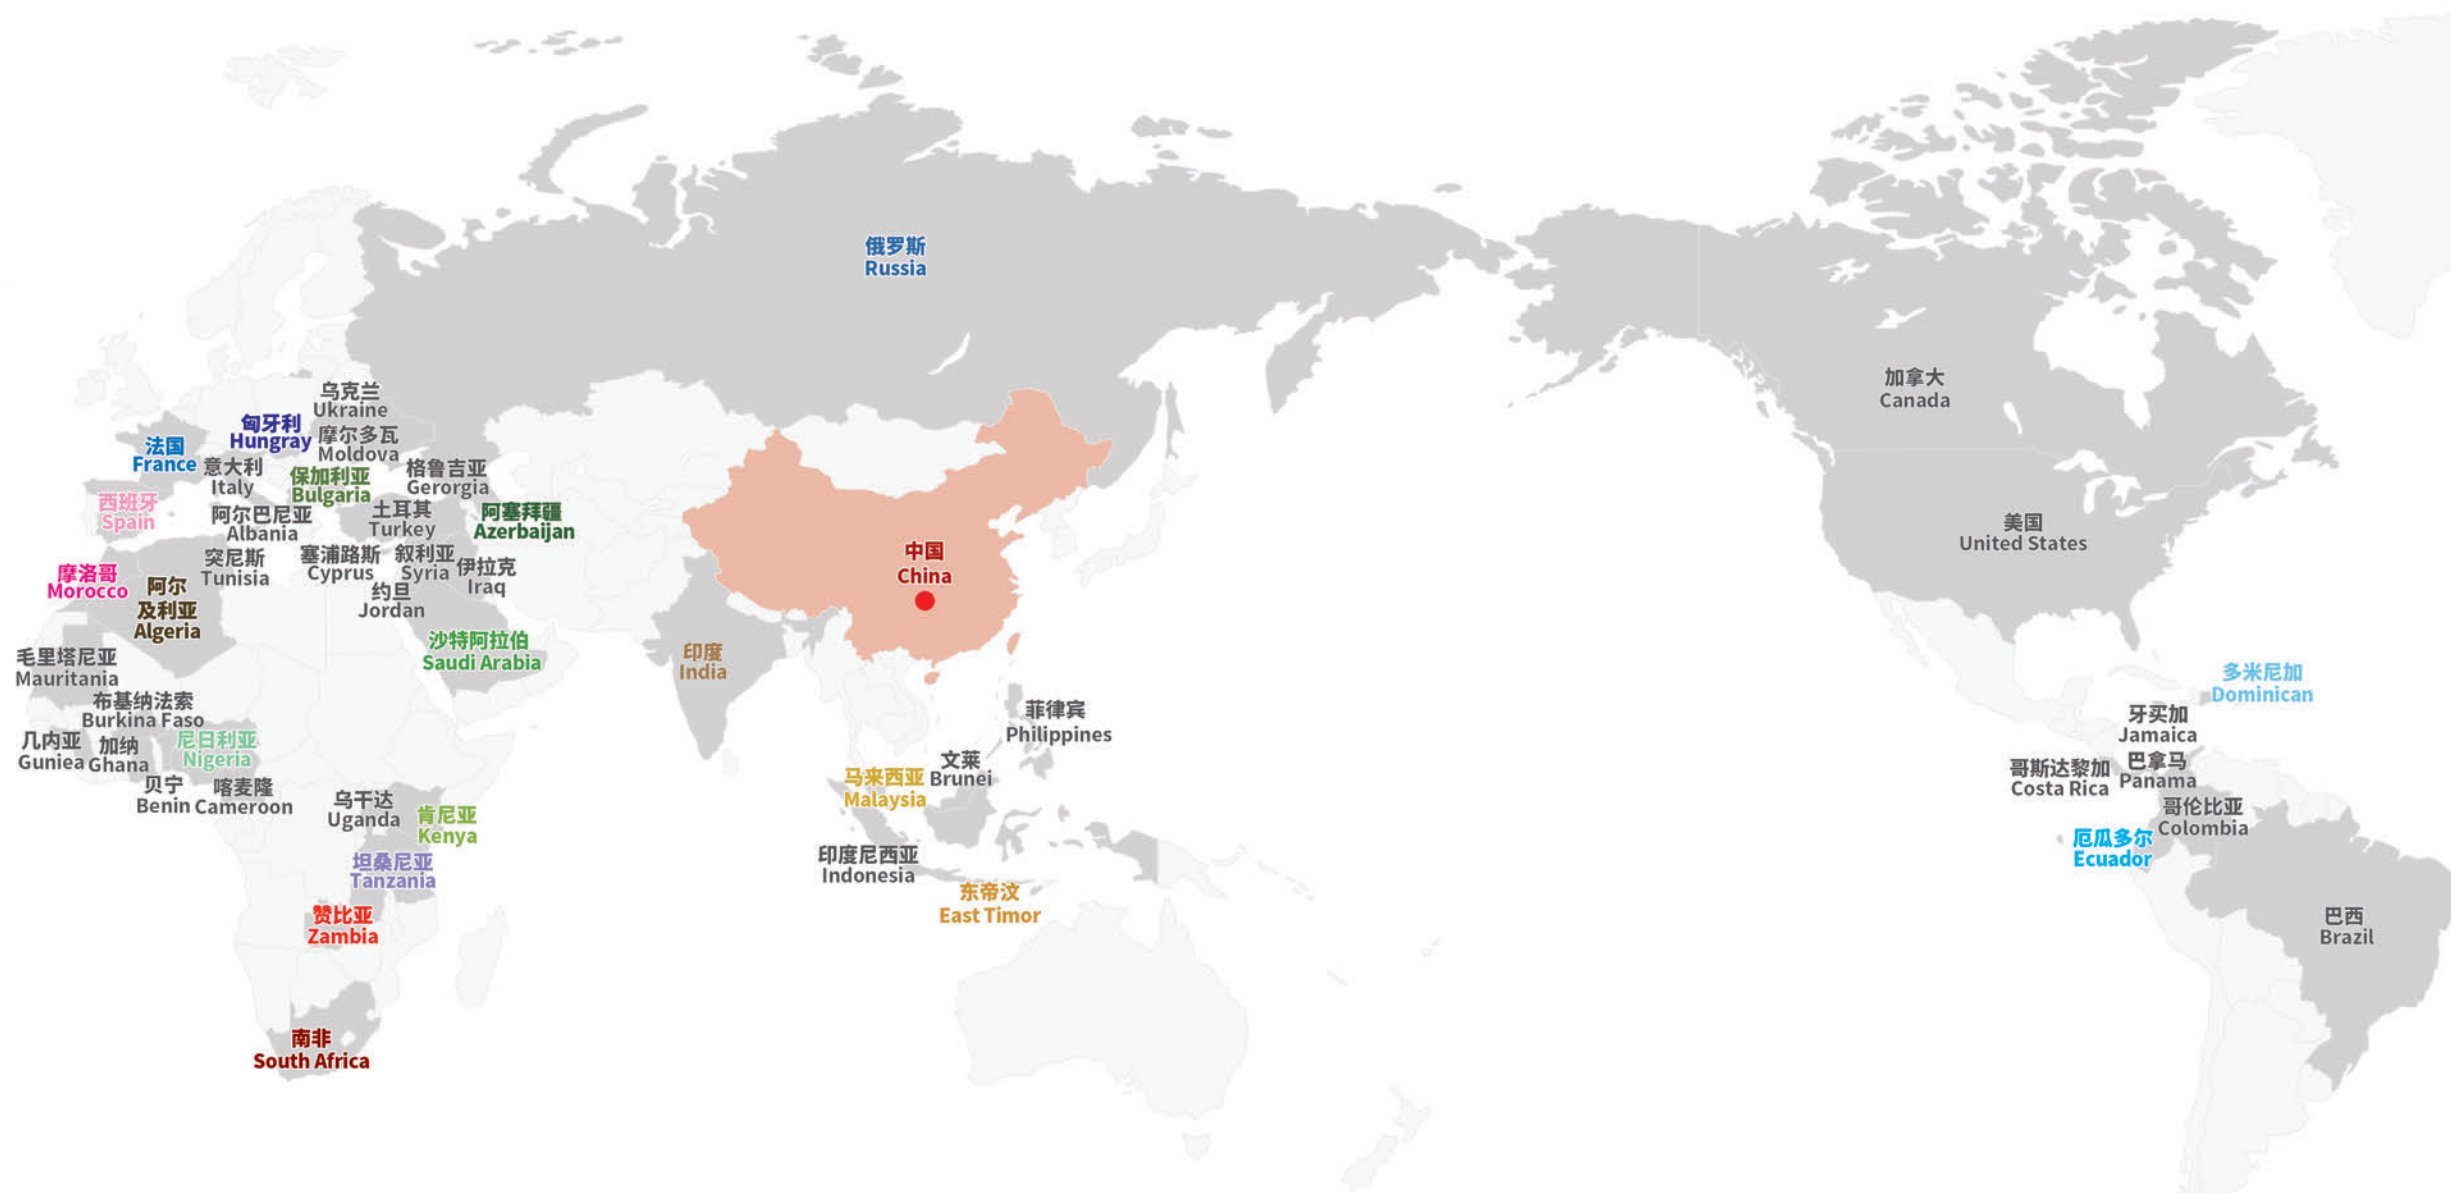 俄罗斯
Russia
加拿大
Canada
美国
United States
乌克兰
Ukraine
匈牙利
Hungray
摩尔多瓦
Moldova
法国
France
意大利
Italy
保加利亚
Bulgaria
格鲁吉亚
Gerorgia
西班牙
Spain
阿尔巴尼亚
Albania
土耳其
Turkey
阿塞拜疆
Azerbaijan
突尼斯
Tunisia
塞浦路斯
Cyprus
叙利亚
Syria
伊拉克
Iraq
中国
China
摩洛哥
Morocco
阿尔
及利亚
Algeria
约旦
Jordan
沙特阿拉伯
Saudi Arabia
印度
India
毛里塔尼亚
Mauritania
布基纳法索
Burkina Faso
几内亚
Guniea
加纳
Ghana
尼日利亚
Nigeria
贝宁
Benin
喀麦隆
Cameroon
乌干达
Uganda
肯尼亚
Kenya
坦桑尼亚
Tanzania
赞比亚
Zambia
南非
South Africa
菲律宾
Philippines
文莱
Brunei
马来西亚
Malaysia
印度尼西亚
Indonesia
东帝汶
East Timor
多米尼加
Dominican
牙买加
Jamaica
哥斯达黎加
Costa Rica
巴拿马
Panama
哥伦比亚
Colombia
厄瓜多尔
Ecuador
巴西
Brazil